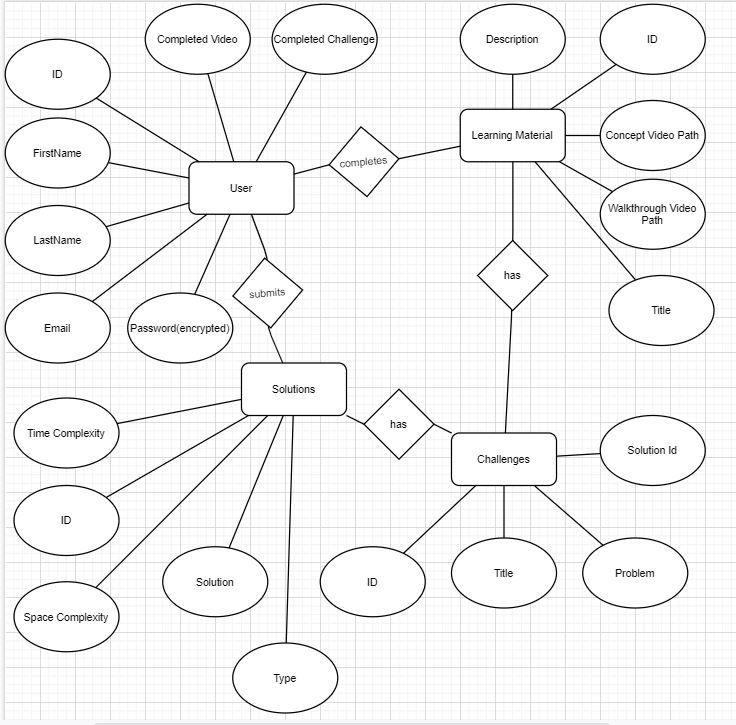 Completed Video
Completed Challenge
Description
ID
ID
FirstName
Learning Material
Concept Video Path
completes
User
LastName
Walkthrough Video
Path
has
submits
Email
Password(encrypted)
Title
Solutions
Time Complexity
has
Challenges
Solution Id
ID
Solution
ID
Title
Problem
Space Complexity
Type